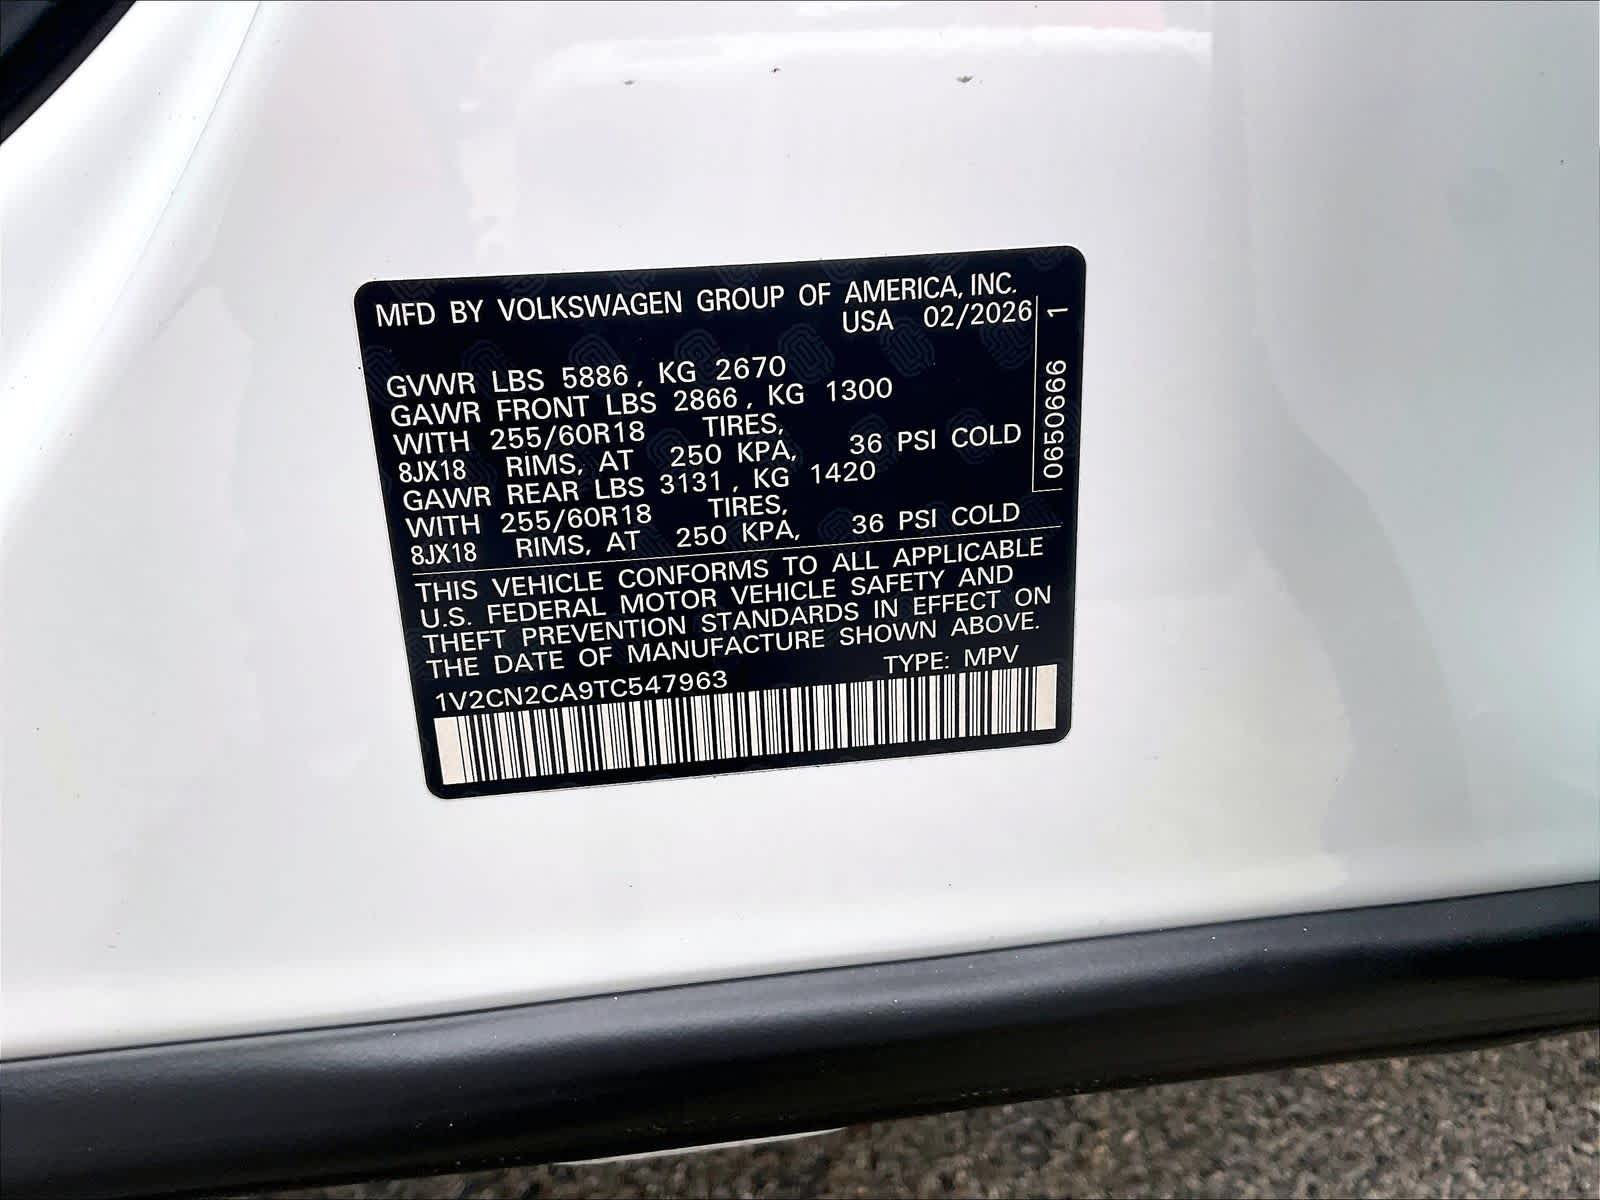 MFD BY VOLKSWAGEN GROUP OF AMERICA, INC.
USA 02/2026
GVWR LBS 5886, KG 2670
GAWR FRONT LBS 2866, KG 1300
WITH 255/60R18 TIRES,
8JX18 RIMS, AT 250 KPA, 36 PSI COLD
GAWR REAR LBS 3131, KG 1420
WITH 255/60R18 TIRES,
8JX18 RIMS, AT 250 KPA, 36 PSI COLD
0650666 1
THIS VEHICLE CONFORMS TO ALL APPLICABLE
U.S. FEDERAL MOTOR VEHICLE SAFETY AND
THEFT PREVENTION STANDARDS IN EFFECT ON
THE DATE OF MANUFACTURE SHOWN ABOVE.
TYPE: MPV
1V2CN2CA9TC547963